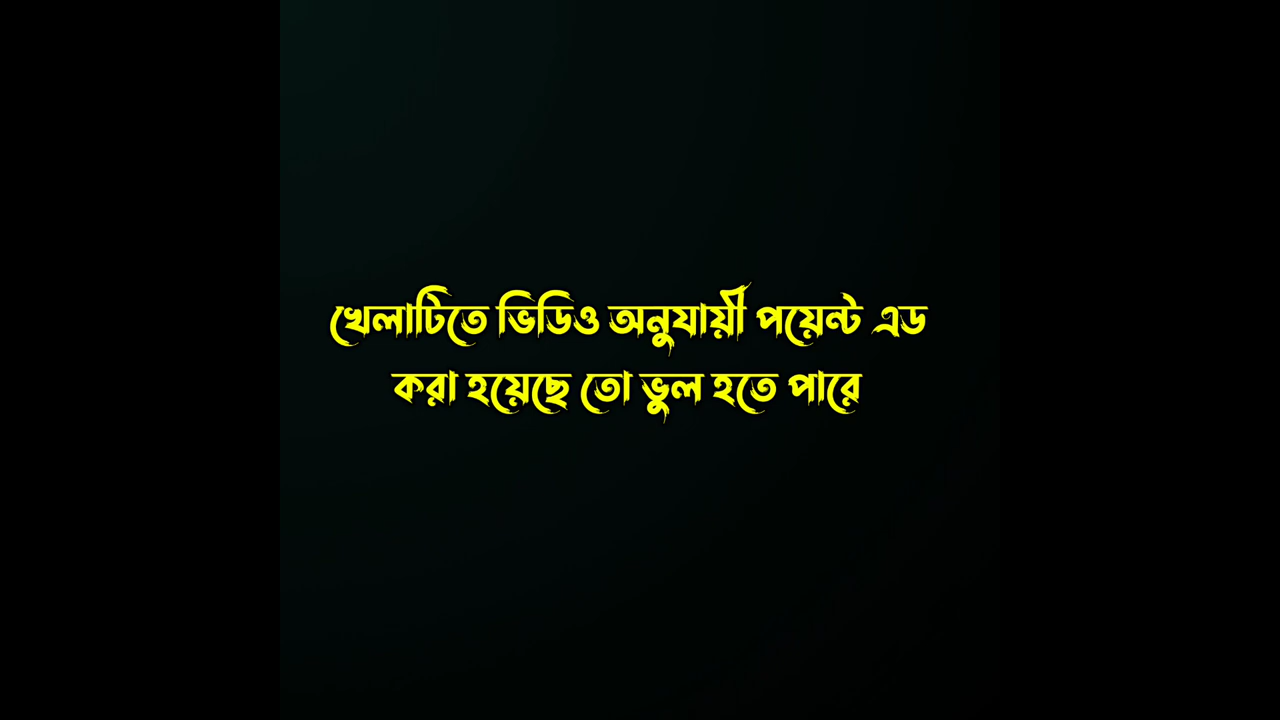 খেলাটিতে ভিডিও অনুযায়ী পয়েন্ট এড
করা হয়েছে তো ভুল হতে পারে